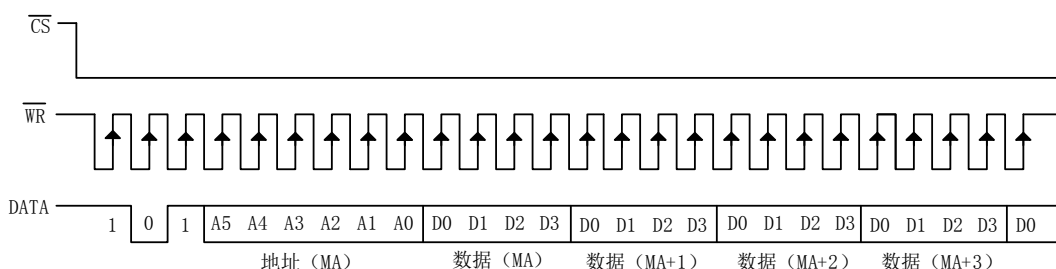 CS
WR
DATA 1 0 1 A5 A4 A3 A2 A1 A0 D0 D1 D2 D3 D0 D1 D2 D3 D0 D1 D2 D3 D0 D1 D2 D3 D0
地址（MA） 数据（MA） 数据（MA+1） 数据（MA+2） 数据（MA+3）